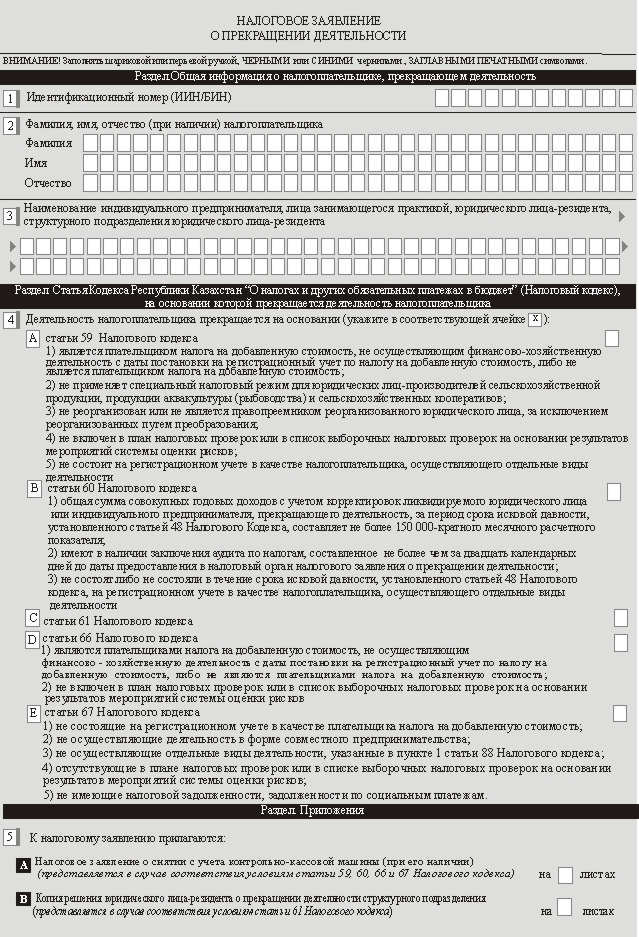 НАЛОГОВОЕ ЗАЯВЛЕНИЕ
О ПРЕКРАЩЕНИИ ДЕЯТЕЛЬНОСТИ
ВНИМАНИЕ! Заполнять шариковой или перьевой ручкой, ЧЕРНЫМИ или СИНИМИ чернилами, ЗАГЛАВНЫМИ ПЕЧАТНЫМИ символами.
Раздел. Общая информация о налогоплательщике, прекращающем деятельность
1 Идентификационный номер (ИИН/БИН)
2 Фамилия, имя, отчество (при наличии) налогоплательщика
Фамилия
Имя
Отчество
3 Наименование индивидуального предпринимателя, лица занимающегося практикой, юридического лица-резидента,
структурного подразделения юридического лица-резидента
Раздел. Статья Кодекса Республики Казахстан “О налогах и других обязательных платежах в бюджет” (Налоговый кодекс),
на основании которой прекращается деятельность налогоплательщика
4 Деятельность налогоплательщика прекращается на основании (укажите в соответствующей ячейке X ):
A статьи 59 Налогового кодекса
1) является плательщиком налога на добавленную стоимость, не осуществляющим финансово-хозяйственную
деятельность с даты постановки на регистрационный учет по налогу на добавленную стоимость, либо не
является плательщиком налога на добавленную стоимость;
2) не применяет специальный налоговый режим для юридических лиц-производителей сельскохозяйственной
продукции, продукции аквакультуры (рыбоводства) и сельскохозяйственных кооперативов;
3) не реорганизован или не является правопреемником реорганизованного юридического лица, за исключением
реорганизованных путем преобразования;
4) не включен в план налоговых проверок или в список выборочных налоговых проверок на основании результатов
мероприятий системы оценки рисков;
5) не состоит на регистрационном учете в качестве налогоплательщика, осуществляющего отдельные виды
деятельности
B статьи 60 Налогового кодекса
1) общая сумма совокупных годовых доходов с учетом корректировок ликвидируемого юридического лица
или индивидуального предпринимателя, прекращающего деятельность, за период срока исковой давности,
установленного статьей 48 Налогового Кодекса, составляет не более 150 000-кратного месячного расчетного
показателя;
2) имеют в наличии заключения аудита по налогам, составленное не более чем за двадцать календарных
дней до даты предоставления в налоговый орган налогового заявления о прекращении деятельности;
3) не состоят либо не состояли в течение срока исковой давности, установленного статьей 48 Налогового
кодекса, на регистрационном учете в качестве налогоплательщика, осуществляющего отдельные виды
деятельности
C статьи 61 Налогового кодекса
D статьи 66 Налогового кодекса
1) являются плательщиками налога на добавленную стоимость, не осуществляющим
финансово - хозяйственную деятельность с даты постановки на регистрационный учет по налогу на
добавленную стоимость, либо не являются плательщиками налога на добавленную стоимость;
2) не включен в план налоговых проверок или в список выборочных налоговых проверок на основании
результатов мероприятий системы оценки рисков
E статьи 67 Налогового кодекса
1) не состоящие на регистрационном учете в качестве плательщика налога на добавленную стоимость;
2) не осуществляющие деятельность в форме совместного предпринимательства;
3) не осуществляющие отдельные виды деятельности, указанные в пункте 1 статьи 88 Налогового кодекса;
4) отсутствующие в плане налоговых проверок или в списке выборочных налоговых проверок на основании
результатов мероприятий системы оценки рисков;
5) не имеющие налоговой задолженности, задолженности по социальным платежам.
Раздел. Приложения
5 К налоговому заявлению прилагаются:
A Налоговое заявление о снятии с учета контрольно-кассовой машины (при его наличии)
(представляется в случае соответствия условиям статьи 59, 60, 66 и 67 Налогового кодекса) на листах
B Копия решения юридического лица-резидента о прекращении деятельности структурного подразделения
(представляется в случае соответствия условиям статьи 61 Налогового кодекса) на листах